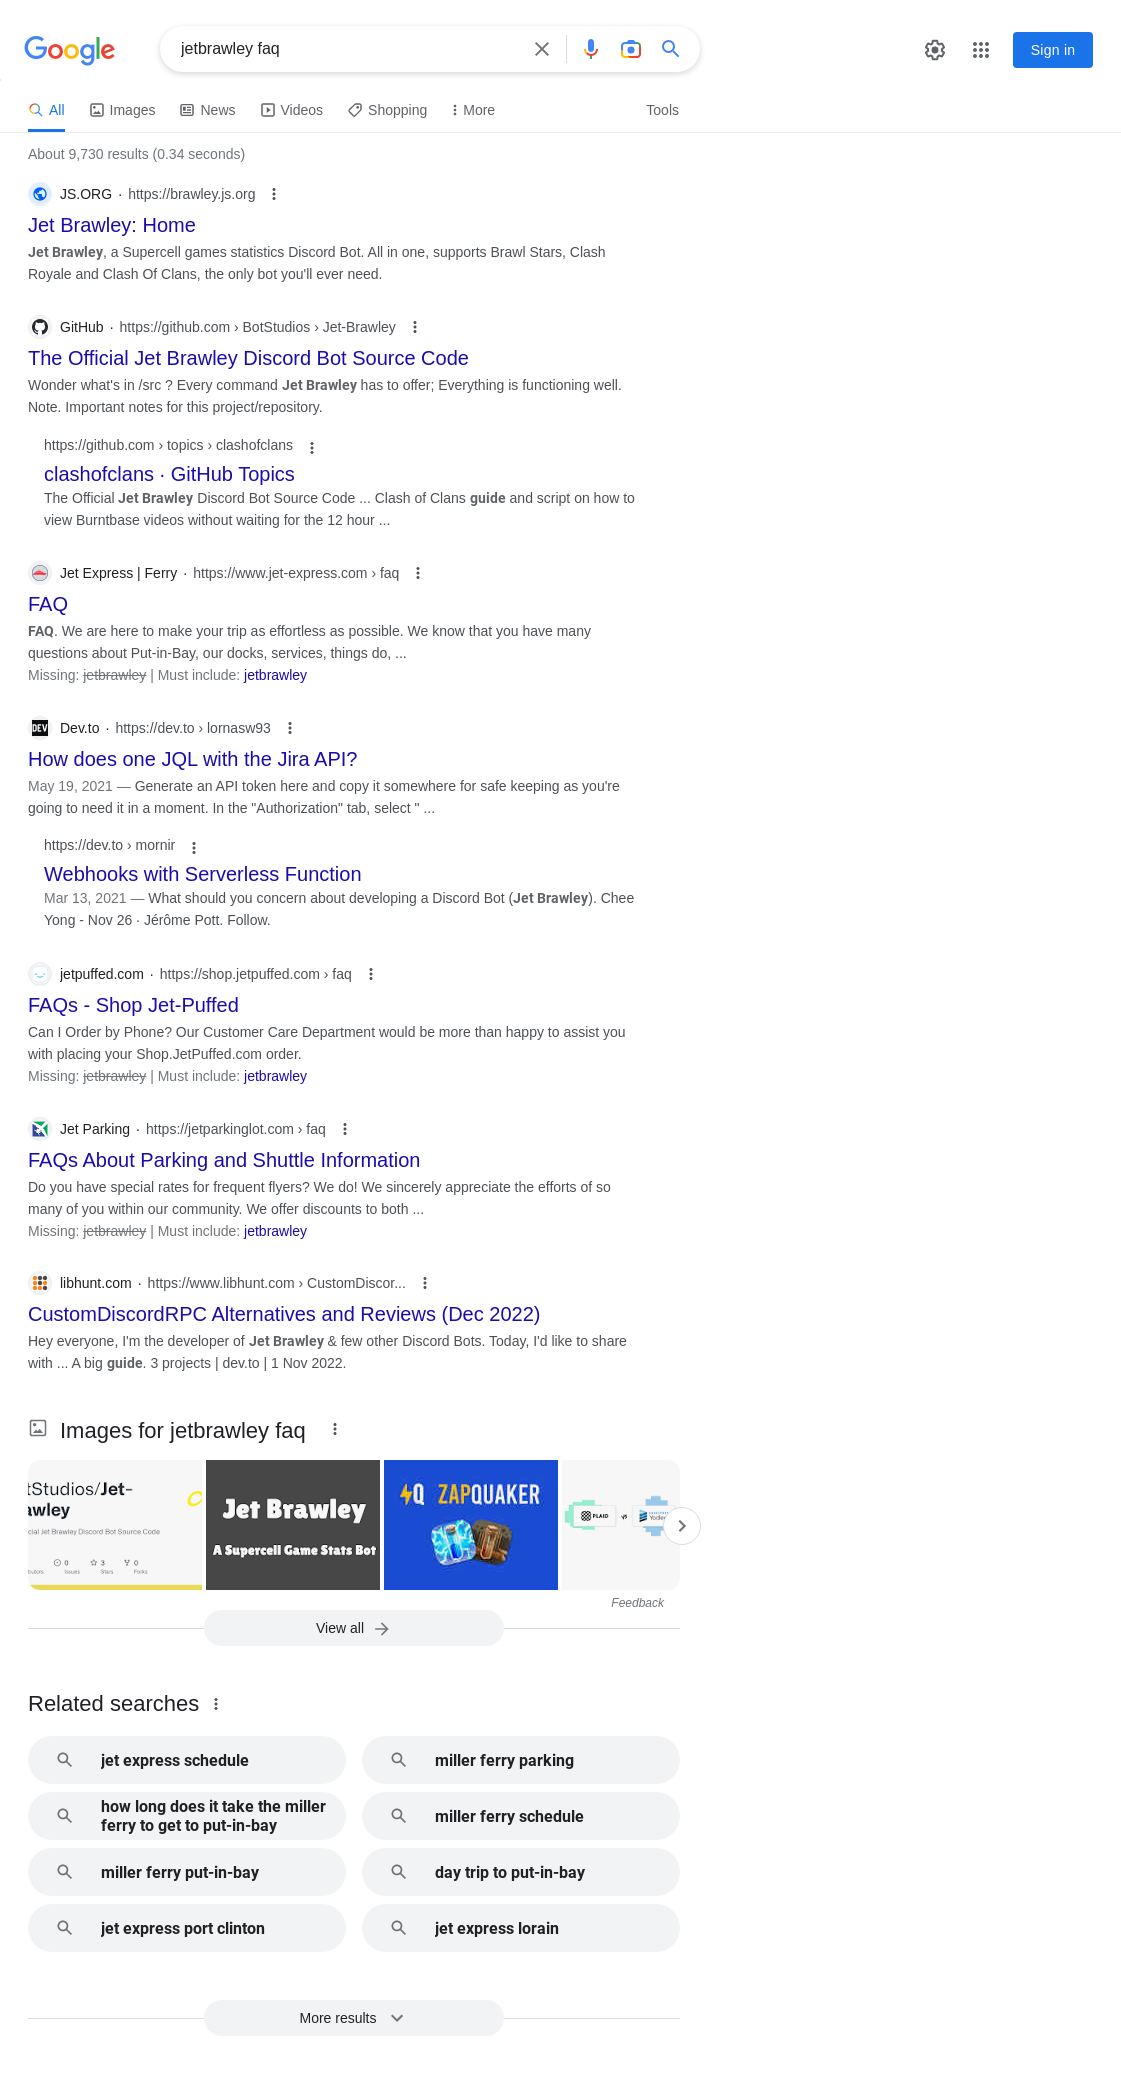 Google
jetbrawley faq
Sign in
All
Images
News
Videos
Shopping
More
Tools
About 9,730 results (0.34 seconds)
JS.ORG · https://brawley.js.org
Jet Brawley: Home
Jet Brawley, a Supercell games statistics Discord Bot. All in one, supports Brawl Stars, Clash
Royale and Clash Of Clans, the only bot you'll ever need.
GitHub · https://github.com › BotStudios › Jet-Brawley
The Official Jet Brawley Discord Bot Source Code
Wonder what's in /src ? Every command Jet Brawley has to offer; Everything is functioning well.
Note. Important notes for this project/repository.
https://github.com › topics › clashofclans
clashofclans · GitHub Topics
The Official Jet Brawley Discord Bot Source Code ... Clash of Clans guide and script on how to
view Burntbase videos without waiting for the 12 hour ...
Jet Express | Ferry · https://www.jet-express.com › faq
FAQ
FAQ. We are here to make your trip as effortless as possible. We know that you have many
questions about Put-in-Bay, our docks, services, things do, ...
Missing: jetbrawley | Must include: jetbrawley
DEV
Dev.to · https://dev.to › lornasw93
How does one JQL with the Jira API?
May 19, 2021 — Generate an API token here and copy it somewhere for safe keeping as you're
going to need it in a moment. In the "Authorization" tab, select " ...
https://dev.to › mornir
Webhooks with Serverless Function
Mar 13, 2021 — What should you concern about developing a Discord Bot (Jet Brawley). Chee
Yong - Nov 26 · Jérôme Pott. Follow.
jetpuffed.com · https://shop.jetpuffed.com › faq
FAQs - Shop Jet-Puffed
Can I Order by Phone? Our Customer Care Department would be more than happy to assist you
with placing your Shop.JetPuffed.com order.
Missing: jetbrawley | Must include: jetbrawley
Jet Parking · https://jetparkinglot.com › faq
FAQs About Parking and Shuttle Information
Do you have special rates for frequent flyers? We do! We sincerely appreciate the efforts of so
many of you within our community. We offer discounts to both ...
Missing: jetbrawley | Must include: jetbrawley
libhunt.com · https://www.libhunt.com › CustomDiscor...
CustomDiscordRPC Alternatives and Reviews (Dec 2022)
Hey everyone, I'm the developer of Jet Brawley & few other Discord Bots. Today, I'd like to share
with ... A big guide. 3 projects | dev.to | 1 Nov 2022.
Images for jetbrawley faq
tStudios/Jet-
awley
cial Jet Brawley Discord Bot Source Code
0 3 0
butors Issues Stars Forks
Jet Brawley
A Supercell Game Stats Bot
Q ZAPQUAKER
PLAID vs Yodlee
Feedback
View all
Related searches
jet express schedule
miller ferry parking
how long does it take the miller
ferry to get to put-in-bay
miller ferry schedule
miller ferry put-in-bay
day trip to put-in-bay
jet express port clinton
jet express lorain
More results